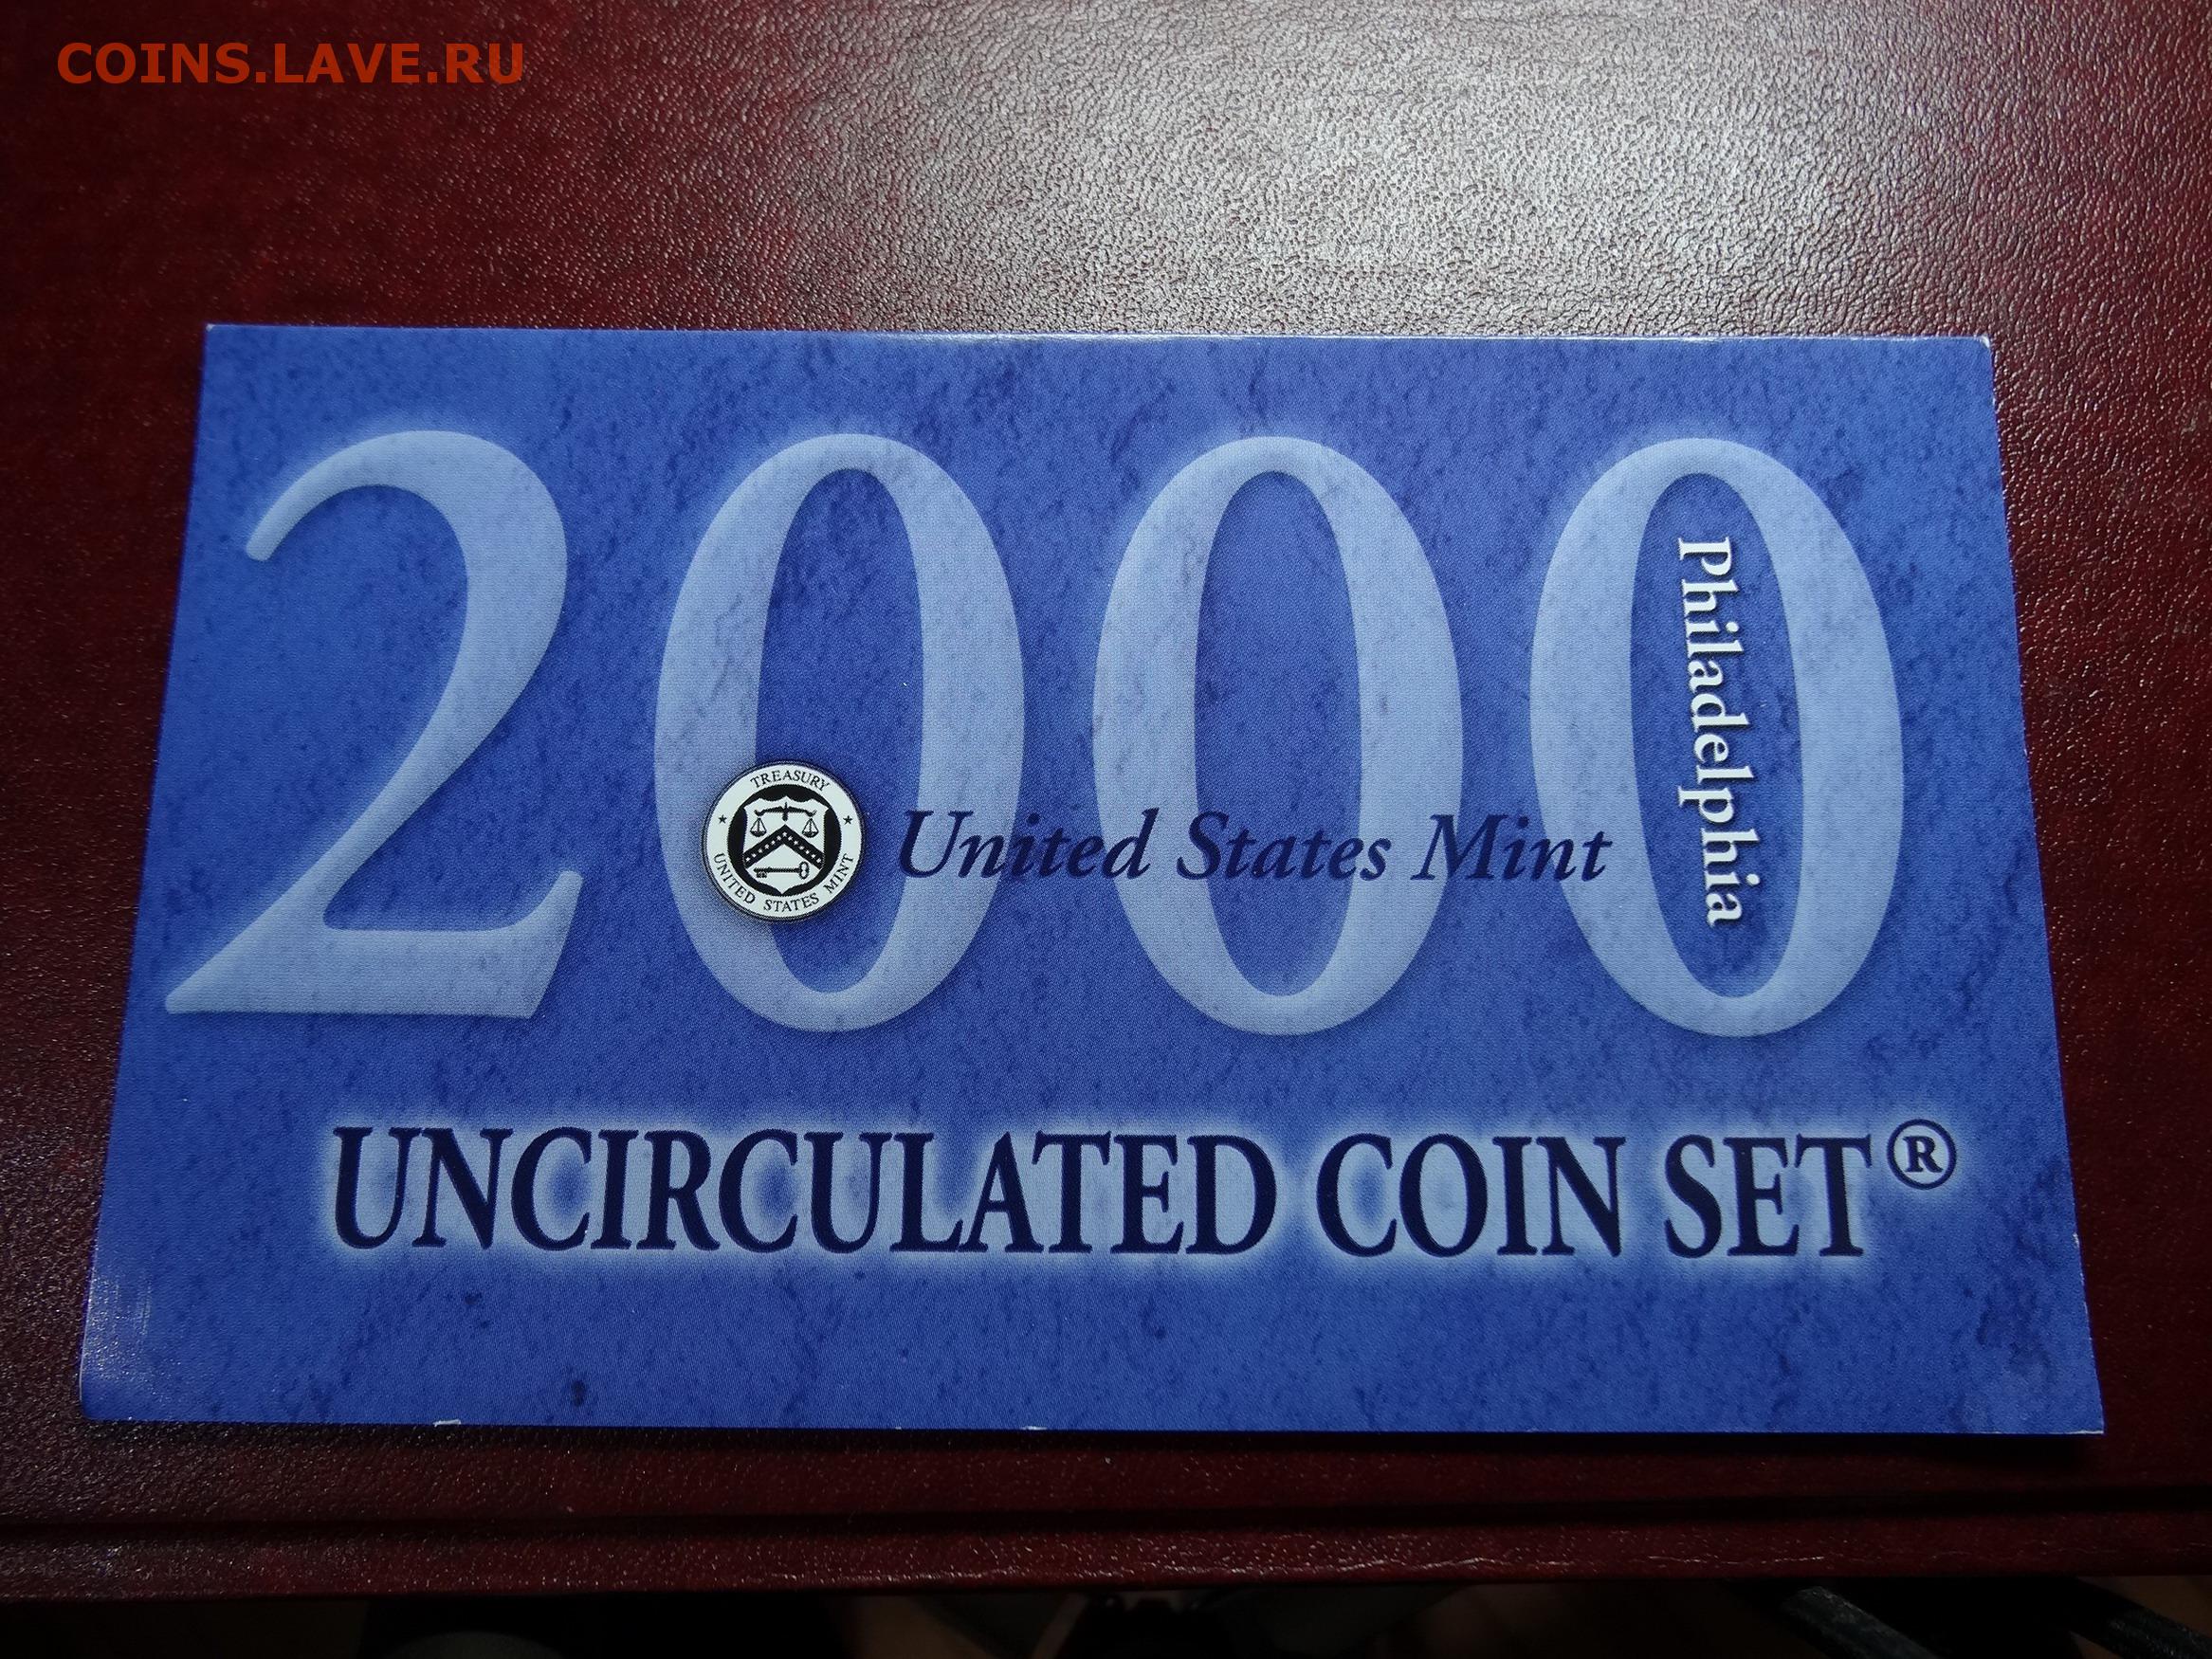 COINS.LAVE.RU
2000
Philadelphia
TREASURY
UNITED STATES MINT
United States Mint
UNCIRCULATED COIN SET®